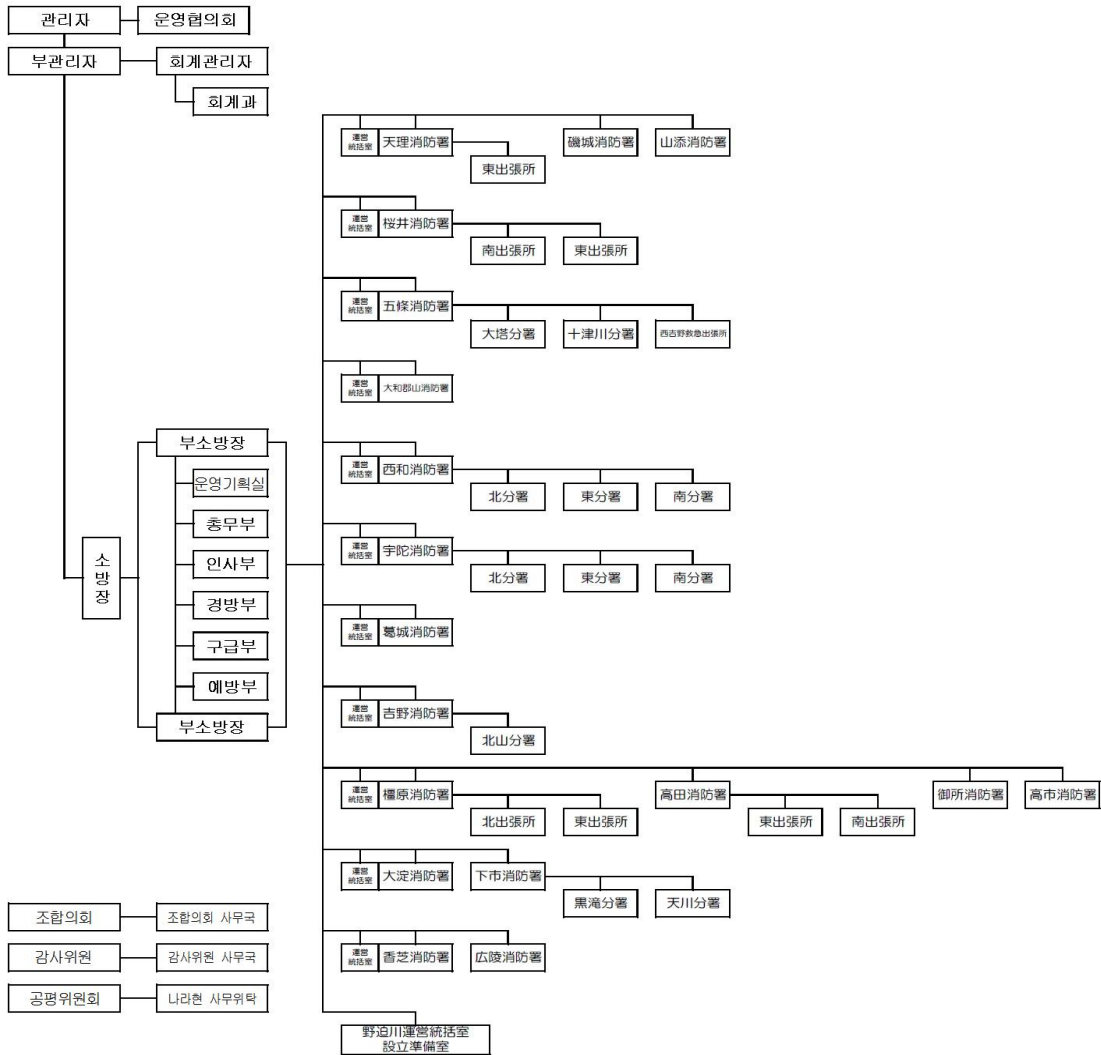 관리자
운영협의회
부관리자
회계관리자
회계과
運営
統括室
天理消防署
磯城消防署
山添消防署
東出張所
運営
統括室
桜井消防署
南出張所
東出張所
運営
統括室
五條消防署
大塔分署
十津川分署
西吉野救急出張所
運営
統括室
大和郡山消防署
부소방장
運営
統括室
西和消防署
운영기획실
北分署
東分署
南分署
총무부
소방장
運営
統括室
宇陀消防署
인사부
北分署
東分署
南分署
경방부
運営
統括室
葛城消防署
구급부
예방부
부소방장
運営
統括室
吉野消防署
北山分署
運営
統括室
橿原消防署
高田消防署
御所消防署
高市消防署
北出張所
東出張所
東出張所
南出張所
運営
統括室
大淀消防署
下市消防署
黒滝分署
天川分署
조합의회
조합의회 사무국
감사위원
감사위원 사무국
運営
統括室
香芝消防署
広陵消防署
공평위원회
나라현 사무위탁
野迫川運営統括室
設立準備室